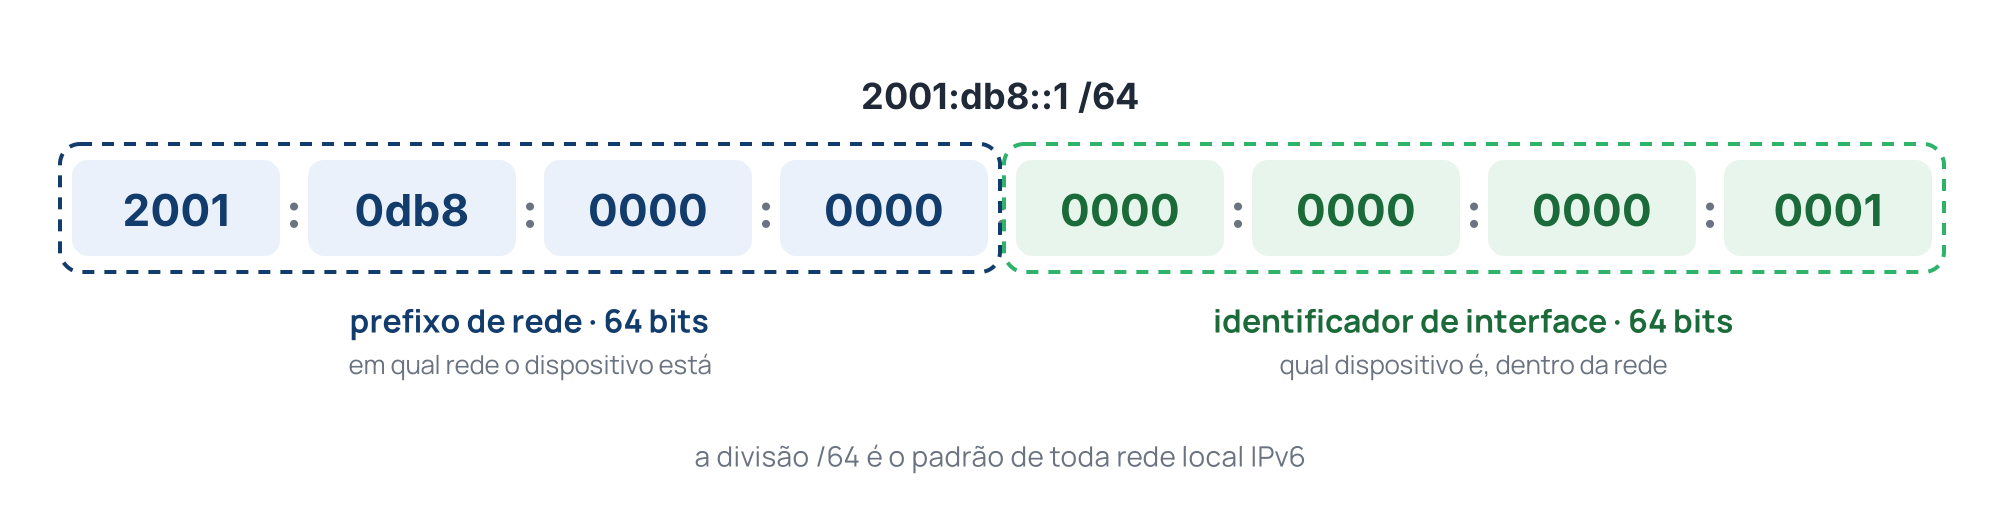 2001:db8::1 /64
2001 : 0db8 : 0000 : 0000 : 0000 : 0000 : 0000 : 0001
prefixo de rede · 64 bits
em qual rede o dispositivo está
identificador de interface · 64 bits
qual dispositivo é, dentro da rede
a divisão /64 é o padrão de toda rede local IPv6